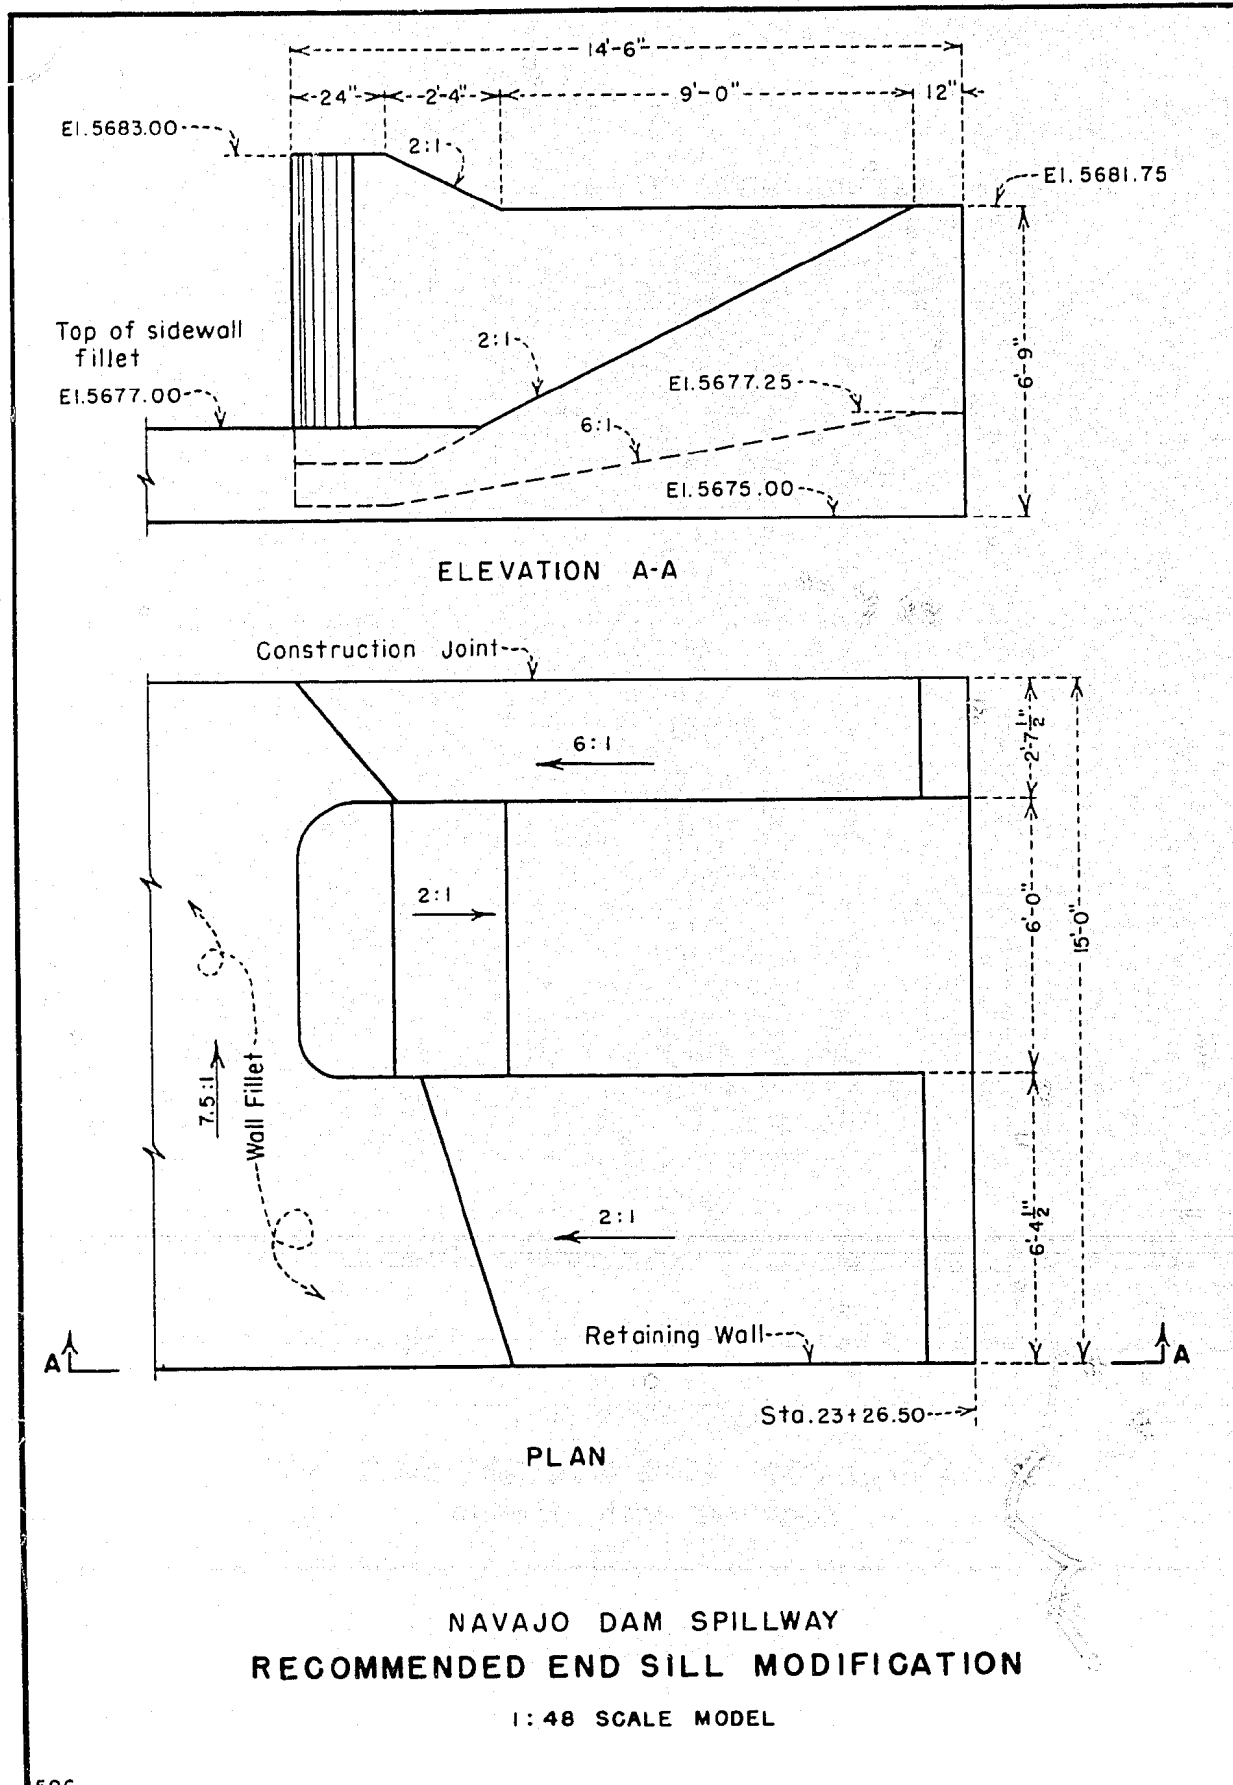 14'-6"
24"
2'-4"
9'-0"
12"
El.5683.00
2:1
El.5681.75
Top of sidewall
fillet
El.5677.00
2:1
El.5677.25
6'-9"
6:1
El.5675.00
ELEVATION A-A
Construction Joint
6:1
2'-7 1/2"
2:1
6'-0"
15'-0"
7.5:1
Wall Fillet
2:1
6'-4 1/2"
Retaining Wall
A
A
Sta.23+26.50
PLAN
NAVAJO DAM SPILLWAY
RECOMMENDED END SILL MODIFICATION
1:48 SCALE MODEL